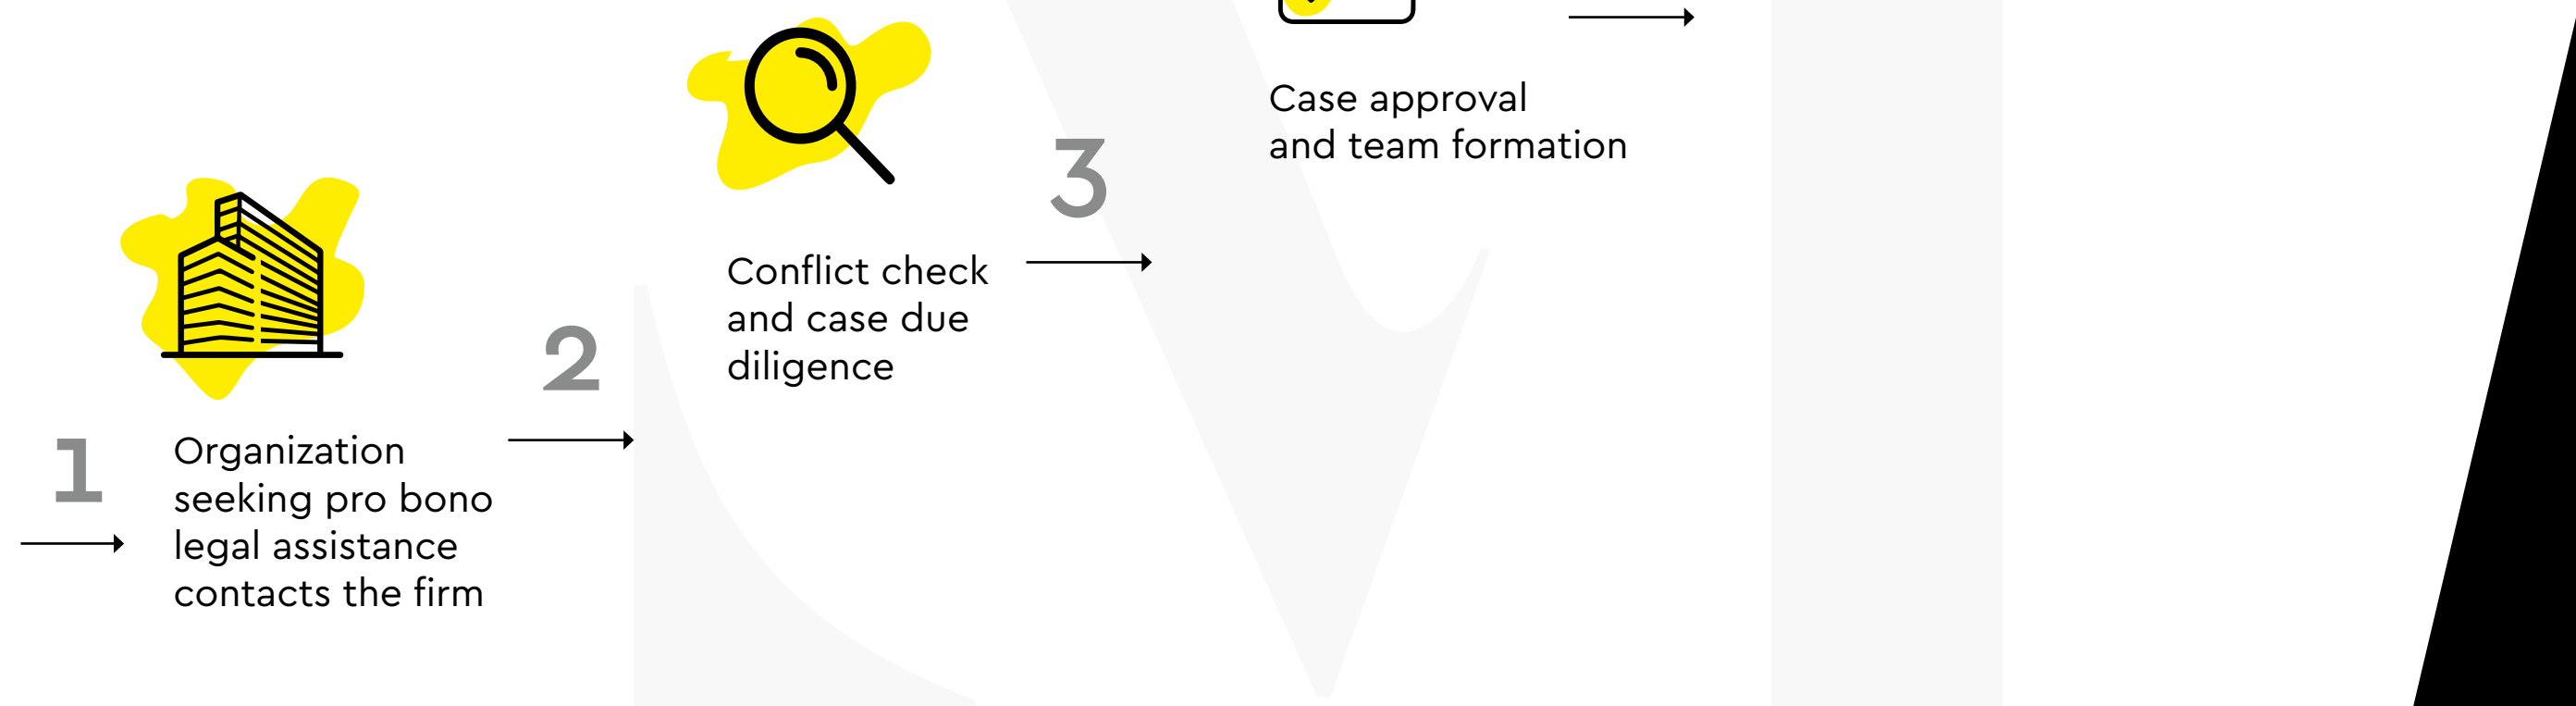 1
Organization
seeking pro bono
legal assistance
contacts the firm
2
Conflict check
and case due
diligence
3
Case approval
and team formation